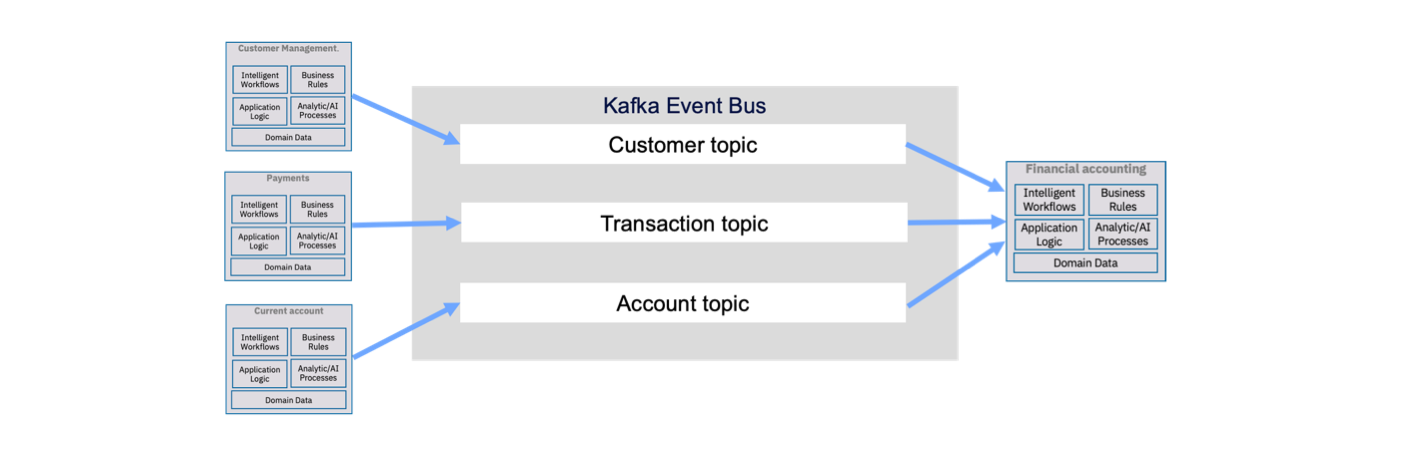 Customer Management.
Intelligent
Workflows
Business
Rules
Application
Logic
Analytic/AI
Processes
Domain Data
Payments
Intelligent
Workflows
Business
Rules
Application
Logic
Analytic/AI
Processes
Domain Data
Current account
Intelligent
Workflows
Business
Rules
Application
Logic
Analytic/AI
Processes
Domain Data
Kafka Event Bus
Customer topic
Transaction topic
Account topic
Financial accounting
Intelligent
Workflows
Business
Rules
Application
Logic
Analytic/AI
Processes
Domain Data